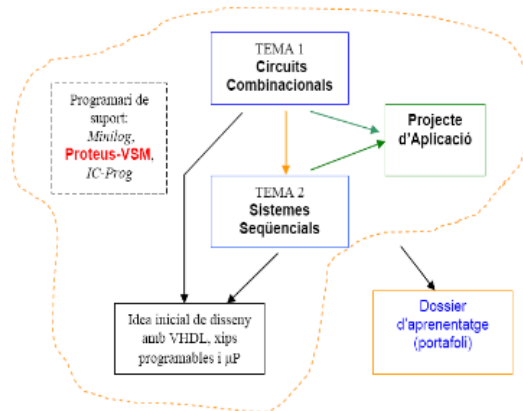 TEMA 1
Circuits
Combinacionals
Programari de
suport:
Minilog,
Proteus-VSM,
IC-Prog
Projecte
d'Aplicació
TEMA 2
Sistemes
Seqüencials
Idea inicial de disseny
amb VHDL, xips
programables i µP
Dossier
d'aprenentatge
(portafoli)